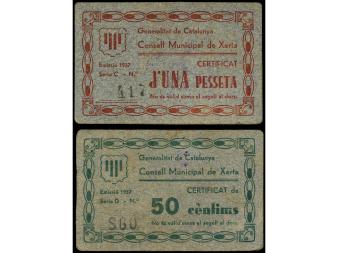 Generalitat de Catalunya
Consell Municipal de Xerta
Emissió 1937
Serie C - N.º
417
CERTIFICAT
D'UNA PESSETA
No és vàlid sense el segell al dors.
Generalitat de Catalunya
Consell Municipal de Xerta
Emissió 1937
Serie D - N.º
CERTIFICAT de
50 cèntims
No és vàlid sense el segell al dors.